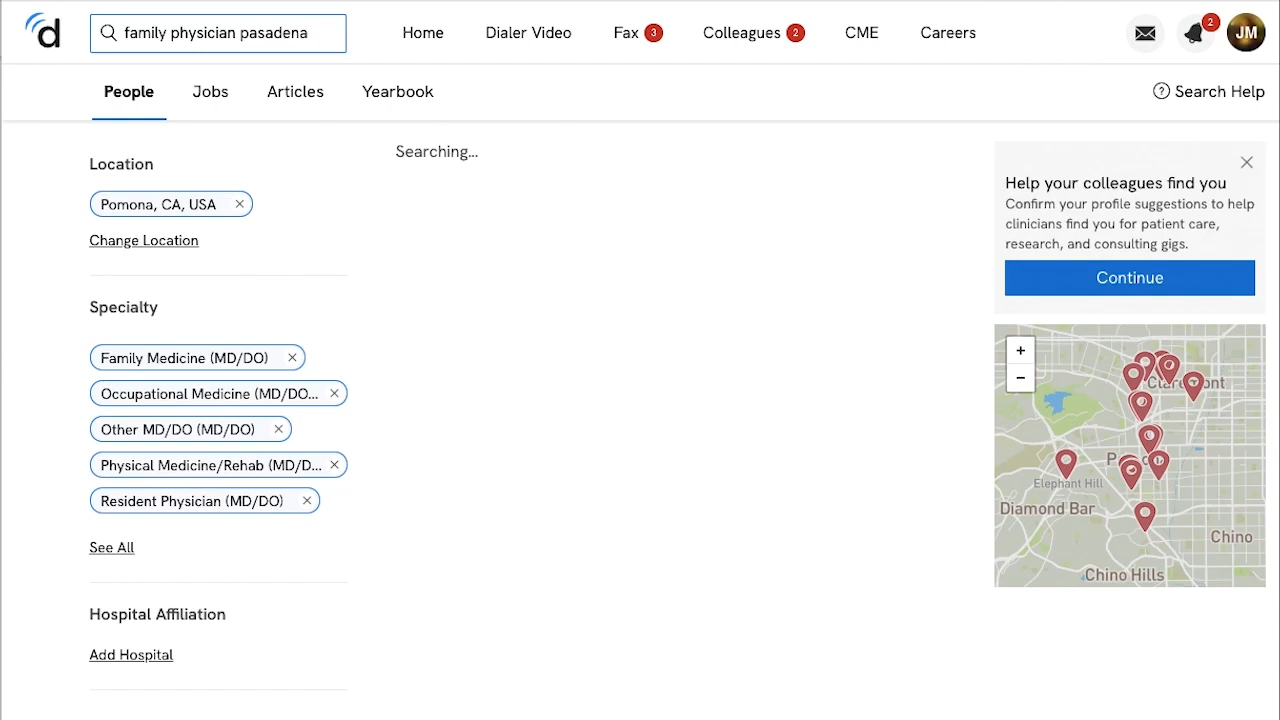 d
family physician pasadena
Home
Dialer Video
Fax 3
Colleagues 2
CME
Careers
2
JM
People
Jobs
Articles
Yearbook
? Search Help
Location
Pomona, CA, USA ×
Change Location
Specialty
Family Medicine (MD/DO) ×
Occupational Medicine (MD/DO... ×
Other MD/DO (MD/DO) ×
Physical Medicine/Rehab (MD/D... ×
Resident Physician (MD/DO) ×
See All
Hospital Affiliation
Add Hospital
Searching...
Help your colleagues find you
Confirm your profile suggestions to help
clinicians find you for patient care,
research, and consulting gigs.
Continue
+
−
Elephant Hill
Diamond Bar
Chino
Chino Hills